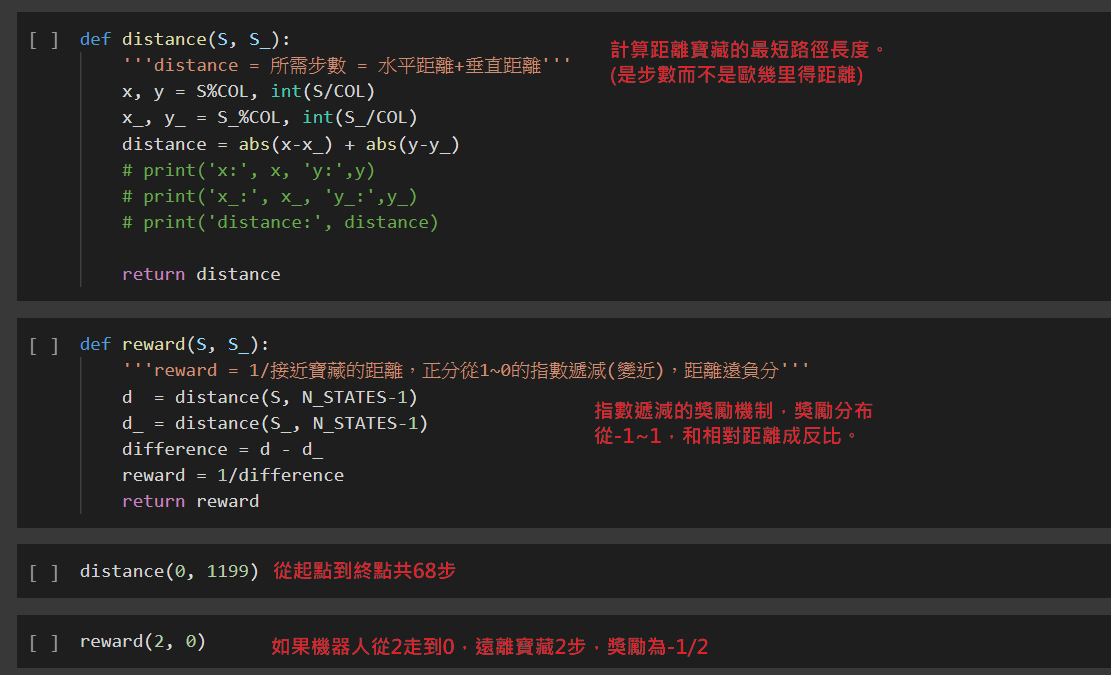 [ ] def distance(S, S_):
'''distance = 所需步數 = 水平距離+垂直距離'''
x, y = S%COL, int(S/COL)
x_, y_ = S_%COL, int(S_/COL)
distance = abs(x-x_) + abs(y-y_)
# print('x:', x, 'y:',y)
# print('x_:', x_, 'y_:',y_)
# print('distance:', distance)
return distance
計算距離寶藏的最短路徑長度。
(是步數而不是歐幾里得距離)
[ ] def reward(S, S_):
'''reward = 1/接近寶藏的距離，正分從1~0的指數遞減(變近)，距離遠負分'''
d  = distance(S, N_STATES-1)
d_ = distance(S_, N_STATES-1)
difference = d - d_
reward = 1/difference
return reward
指數遞減的獎勵機制，獎勵分布
從-1~1，和相對距離成反比。
[ ] distance(0, 1199) 從起點到終點共68步
[ ] reward(2, 0) 如果機器人從2走到0，遠離寶藏2步，獎勵為-1/2